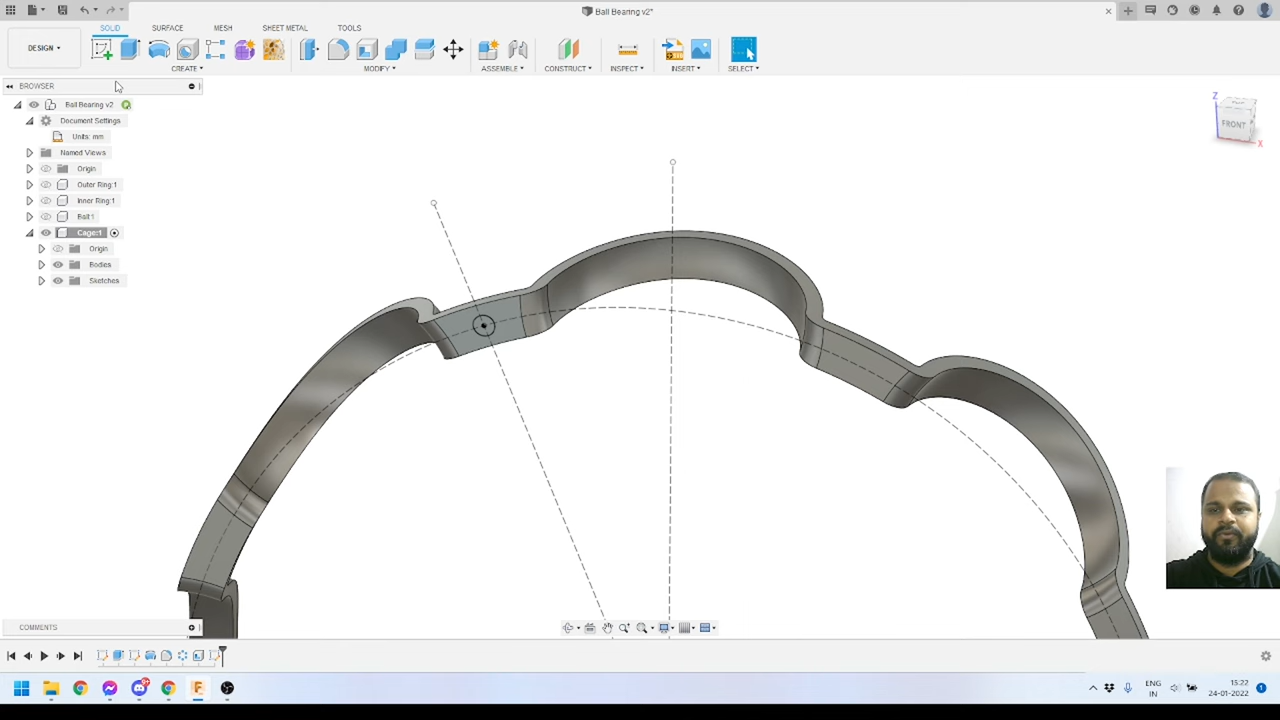 Ball Bearing v2*
SOLID SURFACE MESH SHEET METAL TOOLS
DESIGN ▾
CREATE ▾ MODIFY ▾ ASSEMBLE ▾ CONSTRUCT ▾ INSPECT ▾ INSERT ▾ SELECT ▾
BROWSER
Ball Bearing v2
Document Settings
Units: mm
Named Views
Origin
Outer Ring:1
Inner Ring:1
Ball:1
Cage:1
Origin
Bodies
Sketches
Z
FRONT
X
COMMENTS
9+
ENG
IN
15:22
24-01-2022
1